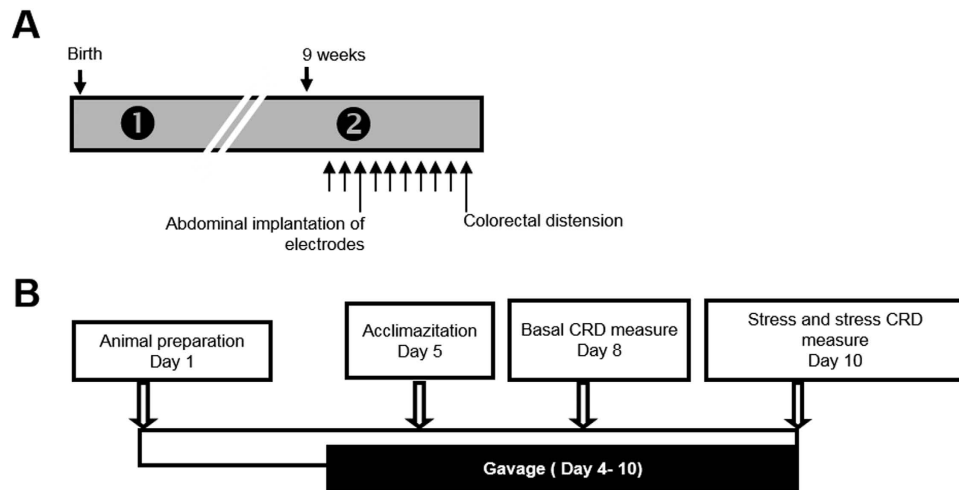 A
Birth
9 weeks
1
2
Abdominal implantation of
electrodes
Colorectal distension
B
Animal preparation
Day 1
Acclimazitation
Day 5
Basal CRD measure
Day 8
Stress and stress CRD
measure
Day 10
Gavage ( Day 4- 10)